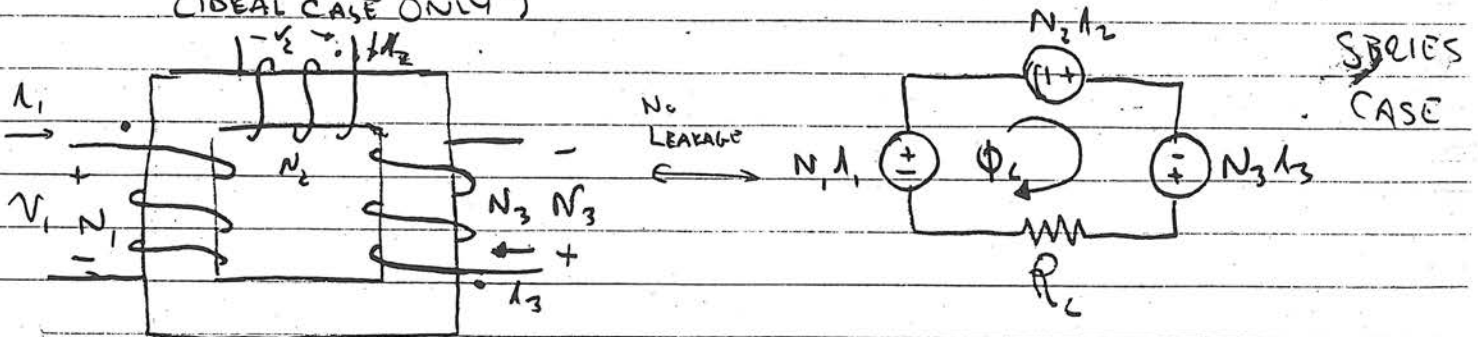 (IDEAL CASE ONLY)
- v₂ + i₂
N₂i₂
SERIES
CASE
i₁
No
LEAKAGE
N₂
+
V₁ N₁
-
-
N₃ V₃
+
i₃
N₁i₁
ϕc
N₃i₃
Rc